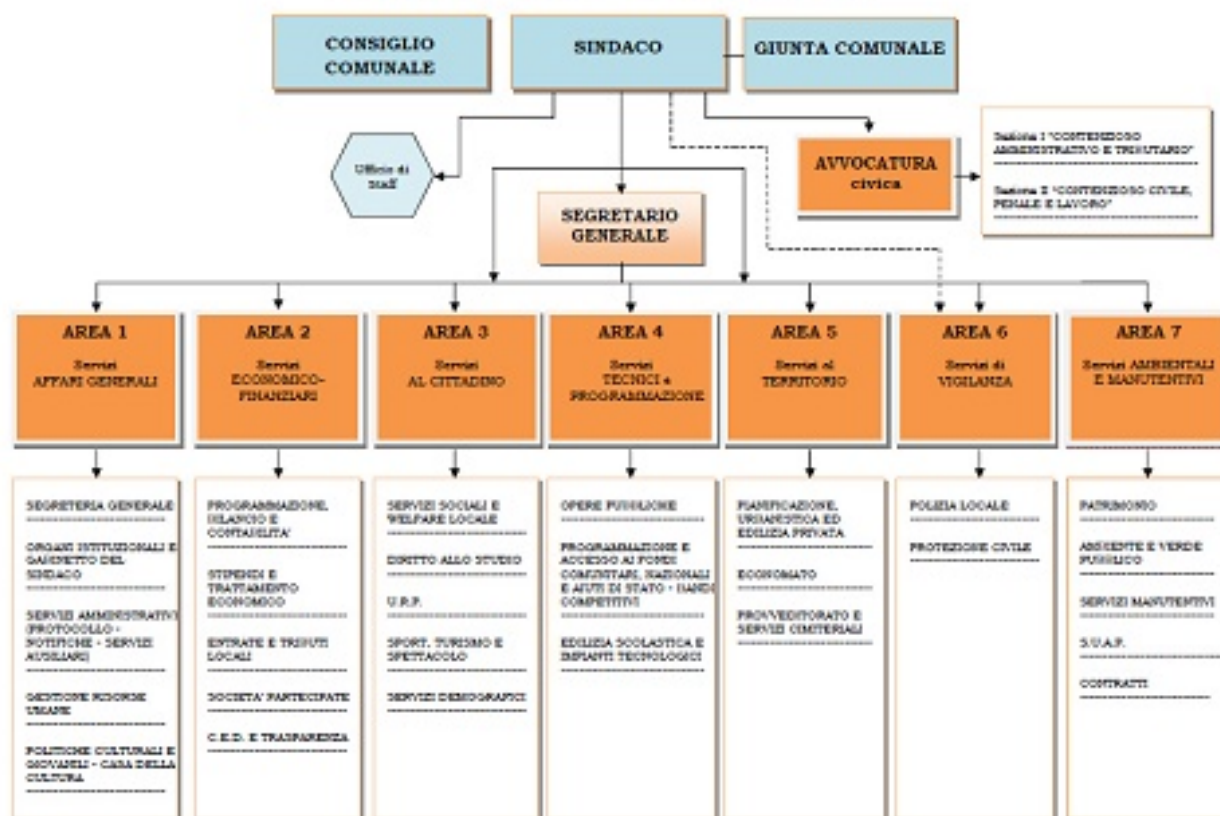 CONSIGLIO
COMUNALE
SINDACO
GIUNTA COMUNALE
Ufficio di
Staff
AVVOCATURA
civica
Sezione I "CONTENZIOSO
AMMINISTRATIVO E TRIBUTARIO"
Sezione 2 "CONTENZIOSO CIVILE,
PENALE E LAVORO"
SEGRETARIO
GENERALE
AREA 1
Servizi
AFFARI GENERALI
AREA 2
Servizi
ECONOMICO-
FINANZIARI
AREA 3
Servizi
AL CITTADINO
AREA 4
Servizi
TECNICI e
PROGRAMMAZIONE
AREA 5
Servizi al
TERRITORIO
AREA 6
Servizi di
VIGILANZA
AREA 7
Servizi AMBIENTALI
E MANUTENTIVI
SEGRETERIA GENERALE
ORGANI ISTITUZIONALI E
GABINETTO DEL
SINDACO
SERVIZI AMMINISTRATIVI
(PROTOCOLLO -
NOTIFICHE - SERVIZI
AUSILIARI)
GESTIONE RISORSE
UMANE
POLITICHE CULTURALI E
GIOVANILI - CASA DELLA
CULTURA
PROGRAMMAZIONE,
BILANCIO E
CONTABILITA'
STIPENDI E
TRATTAMENTO
ECONOMICO
ENTRATE E TRIBUTI
LOCALI
SOCIETA' PARTECIPATE
C.E.D. E TRASPARENZA
SERVIZI SOCIALI E
WELFARE LOCALE
DIRITTO ALLO STUDIO
U.R.P.
SPORT, TURISMO E
SPETTACOLO
SERVIZI DEMOGRAFICI
OPERE PUBBLICHE
PROGRAMMAZIONE E
ACCESSO AI FONDI
COMUNITARI, NAZIONALI
E AIUTI DI STATO - BANDI
COMPETITIVI
EDILIZIA SCOLASTICA E
IMPIANTI TECNOLOGICI
PIANIFICAZIONE,
URBANISTICA ED
EDILIZIA PRIVATA
ECONOMATO
PROVVEDITORATO E
SERVIZI CIMITERIALI
POLIZIA LOCALE
PROTEZIONE CIVILE
PATRIMONIO
AMBIENTE E VERDE
PUBBLICO
SERVIZI MANUTENTIVI
S.U.A.P.
CONTRATTI